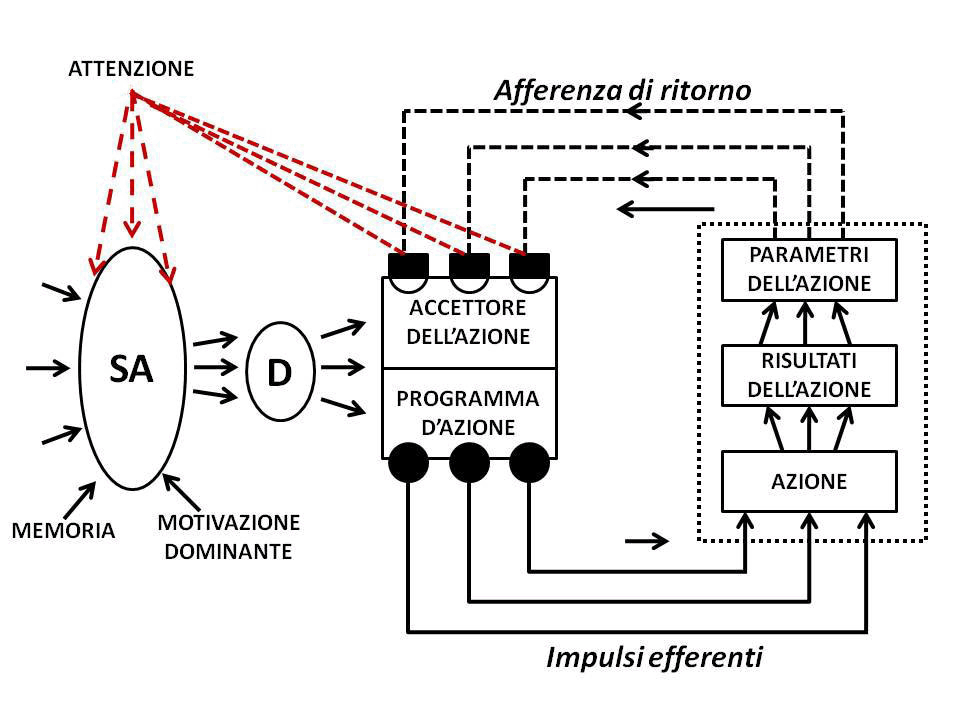 ATTENZIONE
Afferenza di ritorno
PARAMETRI
DELL'AZIONE
ACCETTORE
DELL'AZIONE
SA
D
RISULTATI
DELL'AZIONE
PROGRAMMA
D'AZIONE
AZIONE
MEMORIA
MOTIVAZIONE
DOMINANTE
Impulsi efferenti